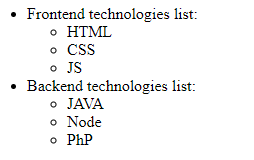 Frontend technologies list:
HTML
CSS
JS
Backend technologies list:
JAVA
Node
PhP